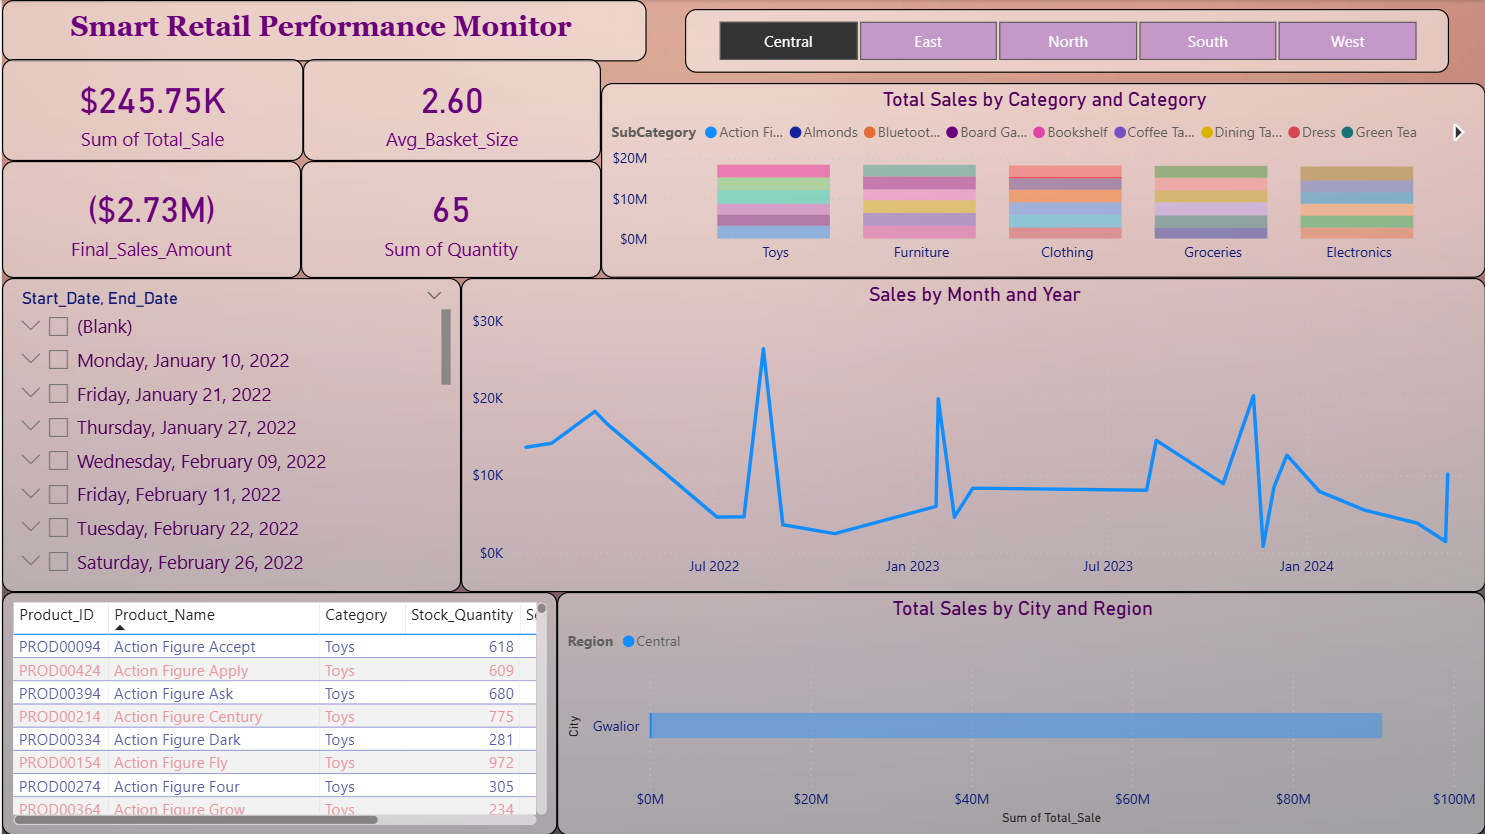 Smart Retail Performance Monitor
Central East North South West
$245.75K
Sum of Total_Sale
2.60
Avg_Basket_Size
($2.73M)
Final_Sales_Amount
65
Sum of Quantity
Total Sales by Category and Category
SubCategory Action Fi... Almonds Bluetoot... Board Ga... Bookshelf Coffee Ta... Dining Ta... Dress Green Tea
$20M
$10M
$0M
Toys Furniture Clothing Groceries Electronics
Start_Date, End_Date
(Blank)
Monday, January 10, 2022
Friday, January 21, 2022
Thursday, January 27, 2022
Wednesday, February 09, 2022
Friday, February 11, 2022
Tuesday, February 22, 2022
Saturday, February 26, 2022
Sales by Month and Year
$30K
$20K
$10K
$0K
Jul 2022 Jan 2023 Jul 2023 Jan 2024
Product_ID Product_Name Category Stock_Quantity
PROD00094 Action Figure Accept Toys 618
PROD00424 Action Figure Apply Toys 609
PROD00394 Action Figure Ask Toys 680
PROD00214 Action Figure Century Toys 775
PROD00334 Action Figure Dark Toys 281
PROD00154 Action Figure Fly Toys 972
PROD00274 Action Figure Four Toys 305
PROD00364 Action Figure Grow Toys 234
Total Sales by City and Region
Region Central
City
Gwalior
$0M $20M $40M $60M $80M $100M
Sum of Total_Sale